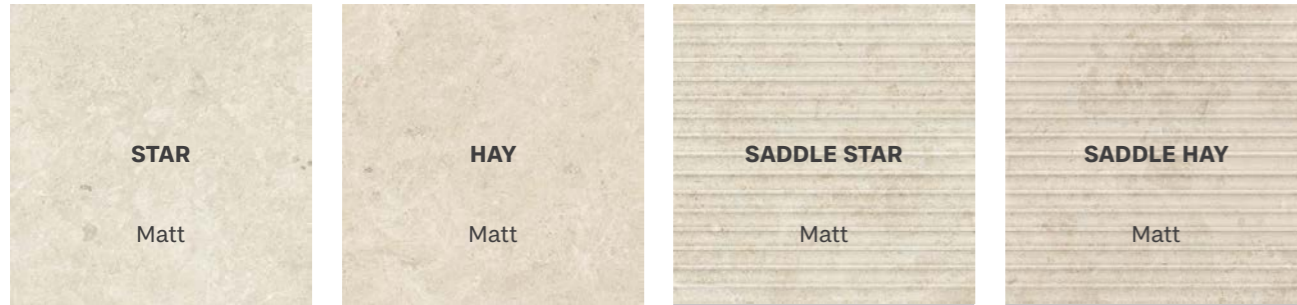 STAR
Matt
HAY
Matt
SADDLE STAR
Matt
SADDLE HAY
Matt